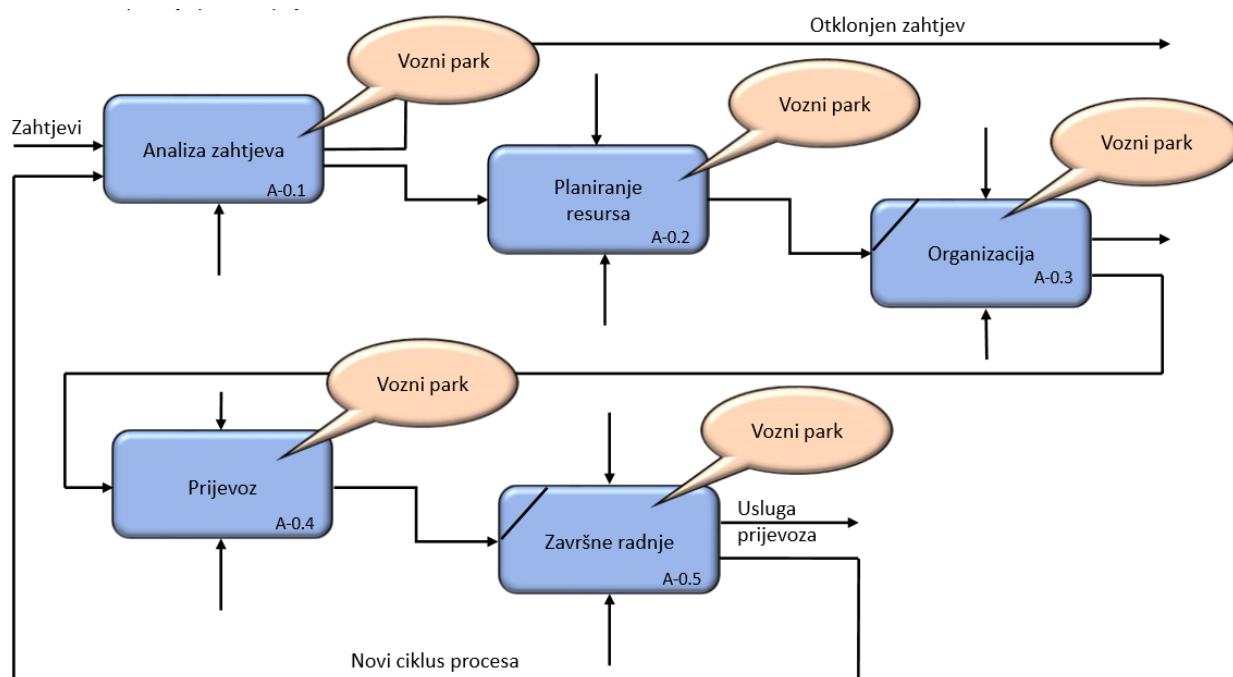 Otklonjen zahtjev
Vozni park
Zahtjevi
Analiza zahtjeva
A-0.1
Vozni park
Planiranje
resursa
A-0.2
Vozni park
Organizacija
A-0.3
Vozni park
Prijevoz
A-0.4
Vozni park
Završne radnje
A-0.5
Usluga
prijevoza
Novi ciklus procesa